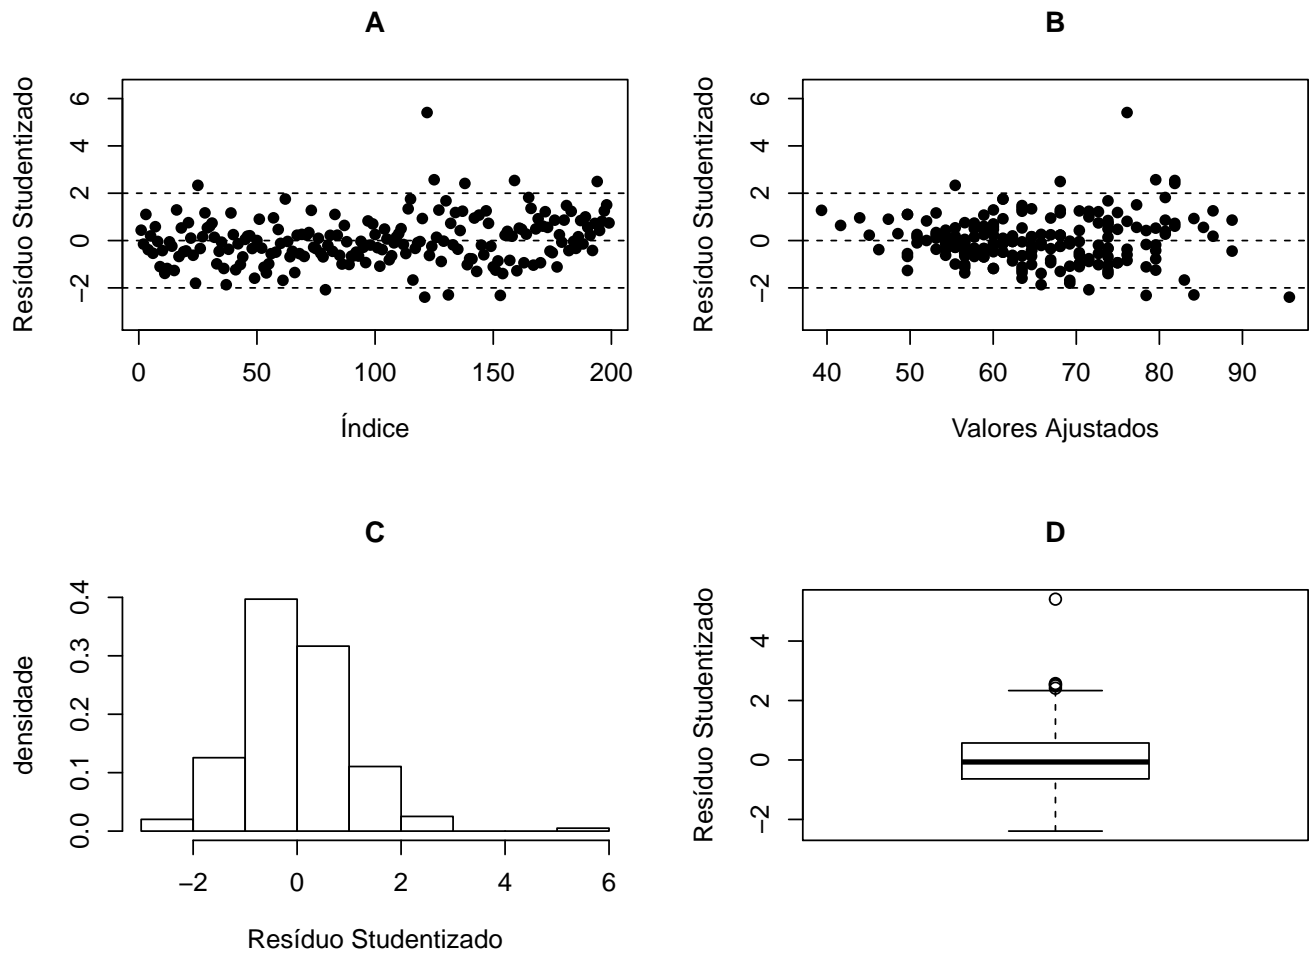 A
Resíduo Studentizado
6
4
2
0
−2
0 50 100 150 200
Índice
B
Resíduo Studentizado
6
4
2
0
−2
40 50 60 70 80 90
Valores Ajustados
C
densidade
0.4
0.3
0.2
0.1
0.0
−2 0 2 4 6
Resíduo Studentizado
D
Resíduo Studentizado
4
2
0
−2